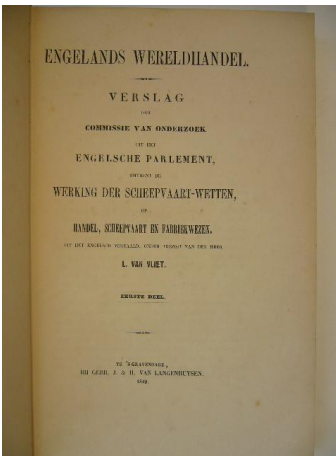 ENGELANDS WERELDHANDEL.
VERSLAG
DER
COMMISSIE VAN ONDERZOEK
UIT HET
ENGELSCHE PARLEMENT,
OMTRENT DE
WERKING DER SCHEEPVAART-WETTEN,
OP
HANDEL, SCHEEPVAART EN FABRIEKWEZEN,
UIT HET ENGELSCH VERTAALD, ONDER TOEZIGT VAN DEN HEER
L. VAN VLIET.
EERSTE DEEL.
TE 'SGRAVENHAGE,
BIJ GEBR. J. & H. VAN LANGENHUYSEN.